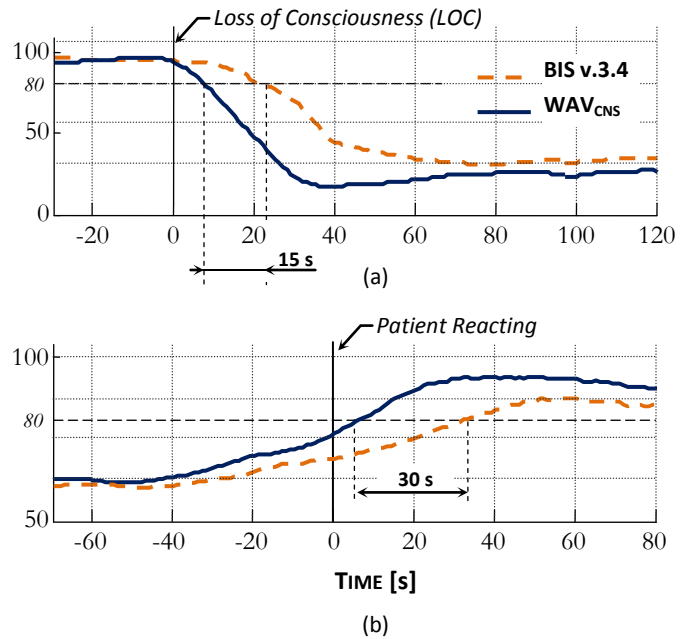 Loss of Consciousness (LOC)
100
80
50
0
BIS v.3.4
WAVCNS
-20 0 20 40 60 80 100 120
15 s
(a)
Patient Reacting
100
80
50
30 s
-60 -40 -20 0 20 40 60 80
TIME [s]
(b)